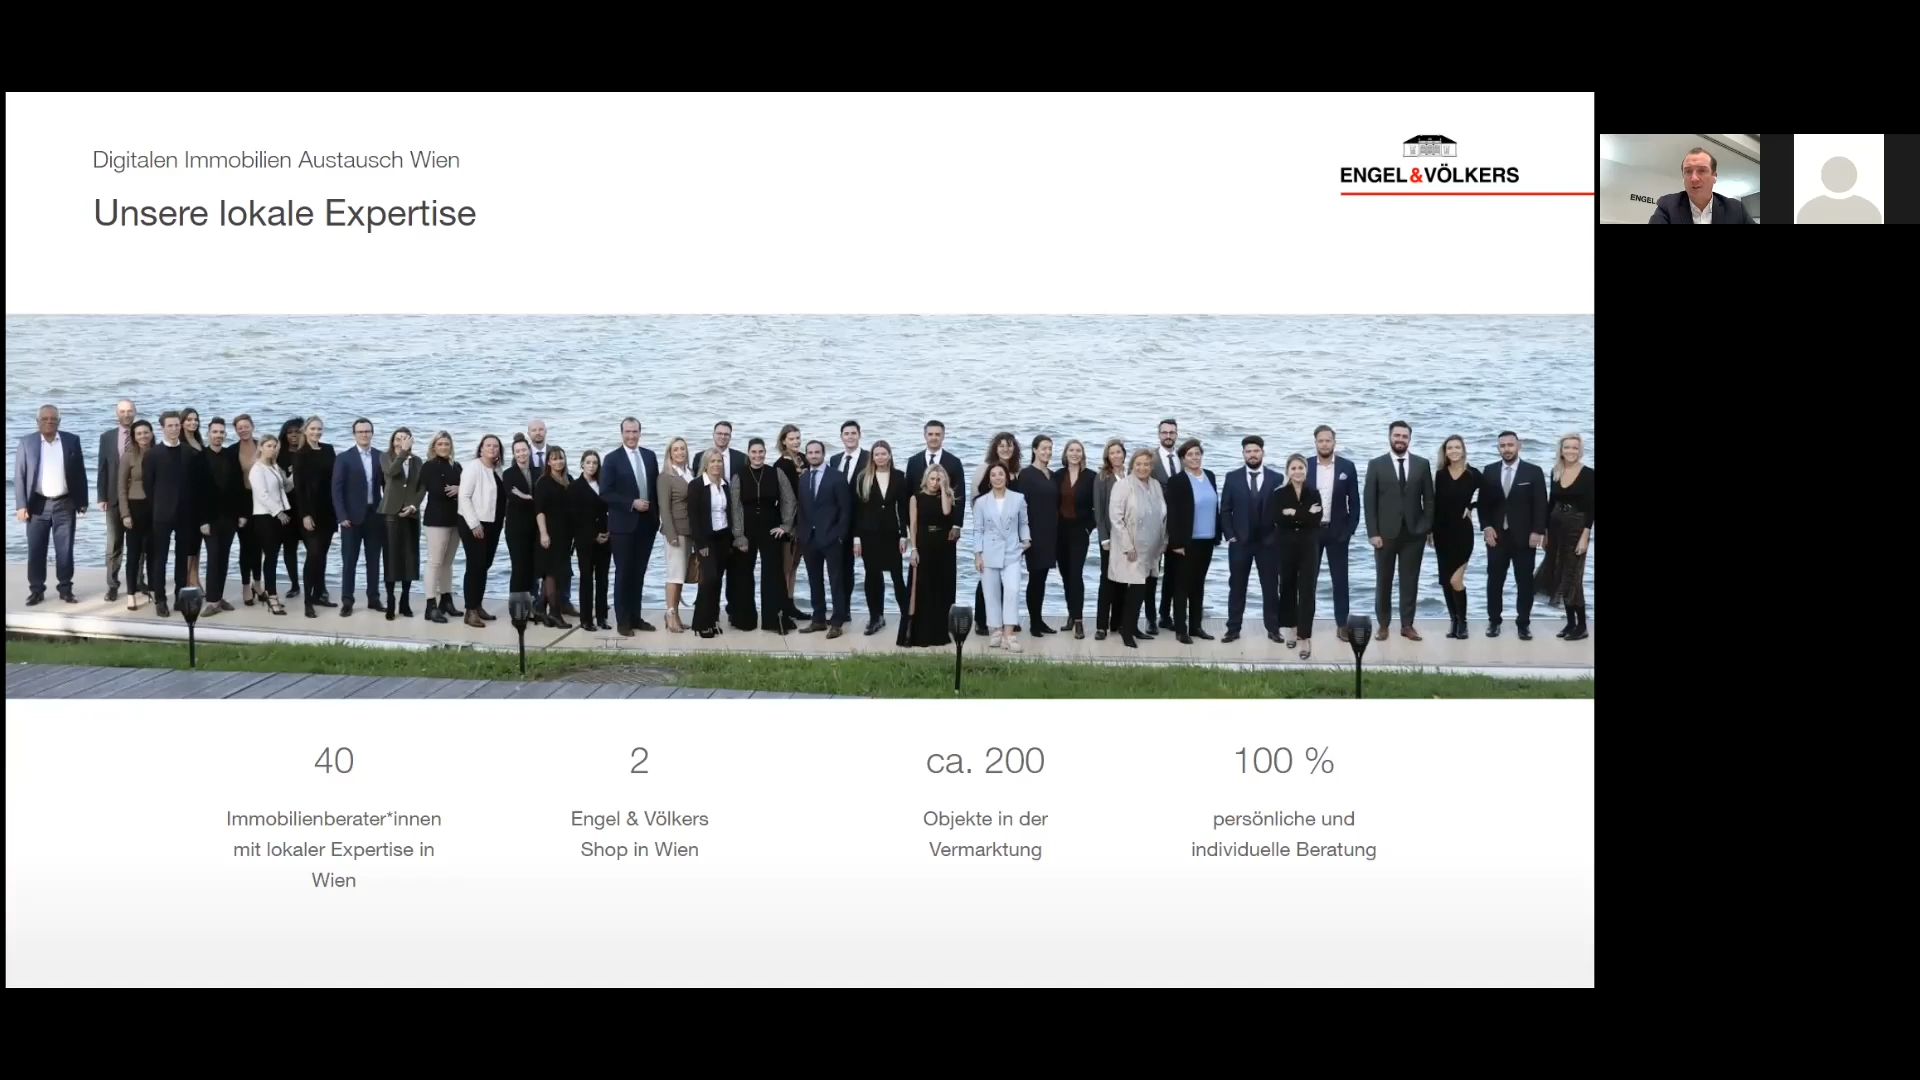 Digitalen Immobilien Austausch Wien
Unsere lokale Expertise
ENGEL&VÖLKERS
ENGEL
40
Immobilienberater*innen
mit lokaler Expertise in
Wien
2
Engel & Völkers
Shop in Wien
ca. 200
Objekte in der
Vermarktung
100 %
persönliche und
individuelle Beratung